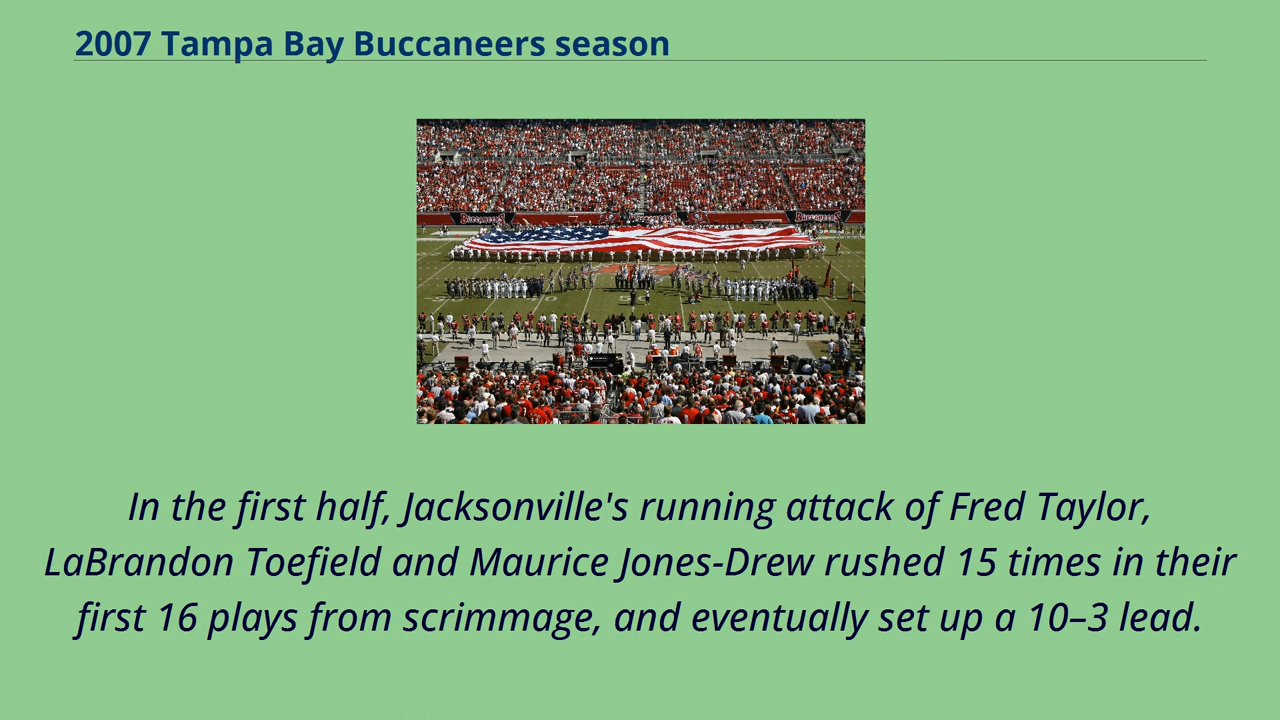 2007 Tampa Bay Buccaneers season
BUCCANEERS
BUCCANEERS
In the first half, Jacksonville's running attack of Fred Taylor,
LaBrandon Toefield and Maurice Jones-Drew rushed 15 times in their
first 16 plays from scrimmage, and eventually set up a 10–3 lead.